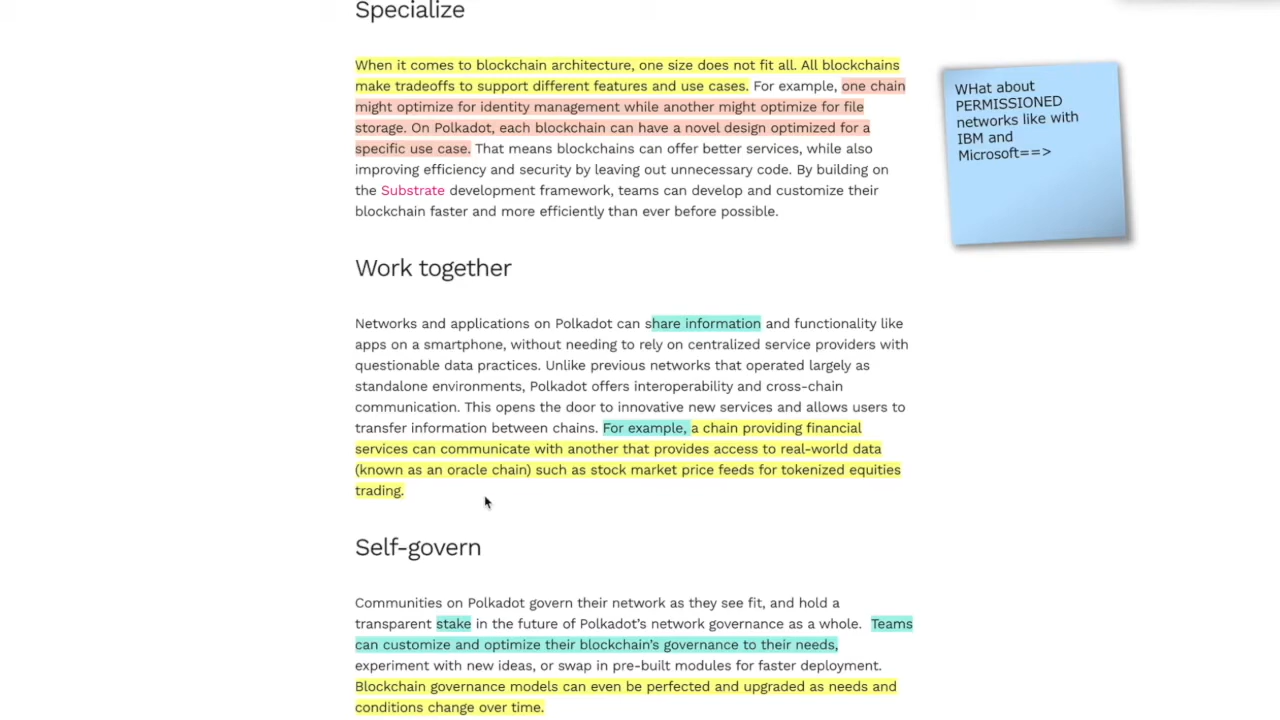 Specialize
When it comes to blockchain architecture, one size does not fit all. All blockchains
make tradeoffs to support different features and use cases. For example, one chain
might optimize for identity management while another might optimize for file
storage. On Polkadot, each blockchain can have a novel design optimized for a
specific use case. That means blockchains can offer better services, while also
improving efficiency and security by leaving out unnecessary code. By building on
the Substrate development framework, teams can develop and customize their
blockchain faster and more efficiently than ever before possible.
WHat about
PERMISSIONED
networks like with
IBM and
Microsoft==>
Work together
Networks and applications on Polkadot can share information and functionality like
apps on a smartphone, without needing to rely on centralized service providers with
questionable data practices. Unlike previous networks that operated largely as
standalone environments, Polkadot offers interoperability and cross-chain
communication. This opens the door to innovative new services and allows users to
transfer information between chains. For example, a chain providing financial
services can communicate with another that provides access to real-world data
(known as an oracle chain) such as stock market price feeds for tokenized equities
trading.
Self-govern
Communities on Polkadot govern their network as they see fit, and hold a
transparent stake in the future of Polkadot's network governance as a whole. Teams
can customize and optimize their blockchain's governance to their needs,
experiment with new ideas, or swap in pre-built modules for faster deployment.
Blockchain governance models can even be perfected and upgraded as needs and
conditions change over time.